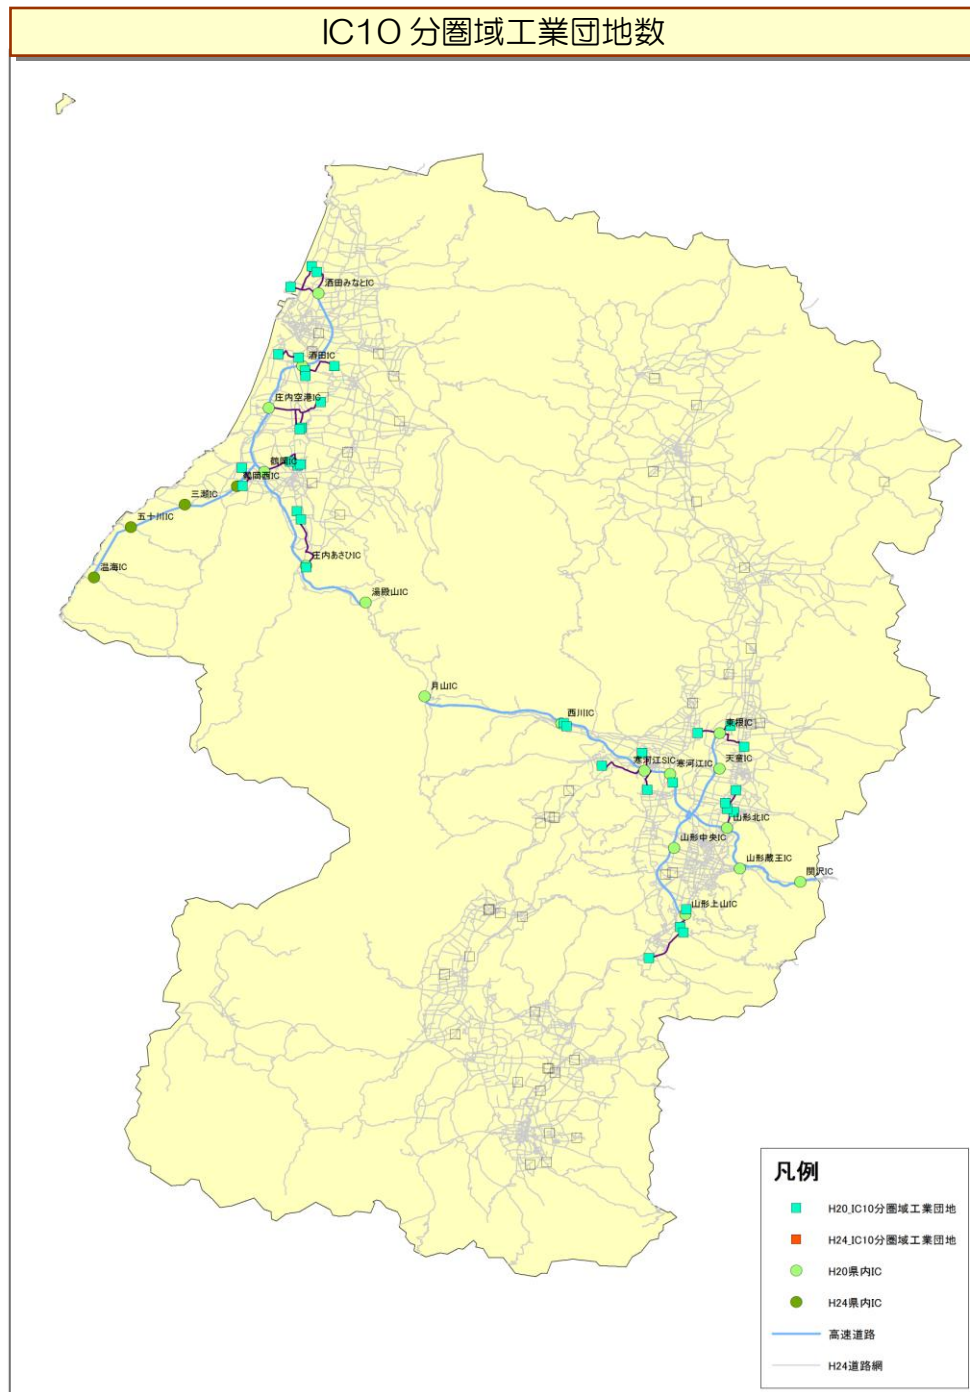 IC10 分圏域工業団地数
酒田みなとIC
酒田IC
庄内空港IC
鶴岡IC
鶴岡西IC
三瀬IC
五十川IC
温海IC
庄内あさひIC
湯殿山IC
月山IC
西川IC
東根IC
寒河江SIC
寒河江IC
天童IC
山形北IC
山形中央IC
山形蔵王IC
関沢IC
山形上山IC
凡例
H20_IC10分圏域工業団地
H24_IC10分圏域工業団地
H20県内IC
H24県内IC
高速道路
H24道路網